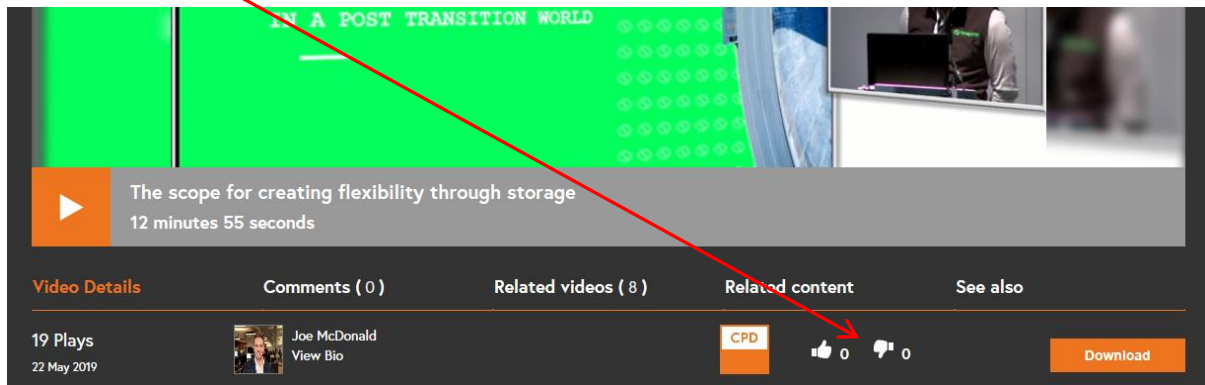 IN A POST TRANSITION WORLD
The scope for creating flexibility through storage
12 minutes 55 seconds
Video Details Comments ( 0 ) Related videos ( 8 ) Related content See also
19 Plays
22 May 2019
Joe McDonald
View Bio
CPD
0 0
Download